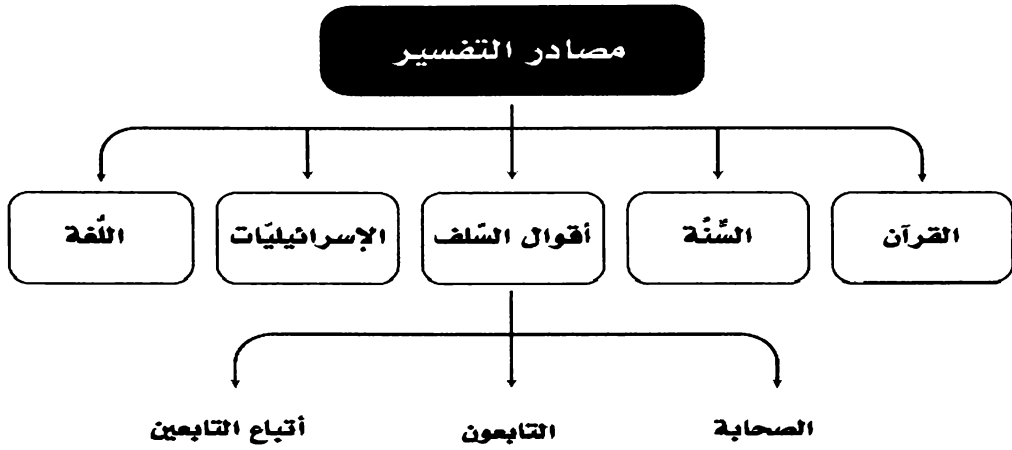 مصادر التفسير
القرآن
السُّنَّة
أقوال السَّلف
الإسرائيليَّات
اللُّغة
الصحابة
التابعون
أتباع التابعين